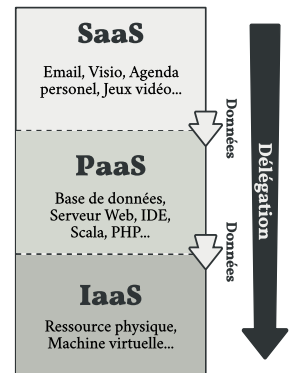 SaaS
Email, Visio, Agenda
personel, Jeux vidéo...
Données
PaaS
Base de données,
Serveur Web, IDE,
Scala, PHP...
Données
IaaS
Ressource physique,
Machine virtuelle...
Délégation